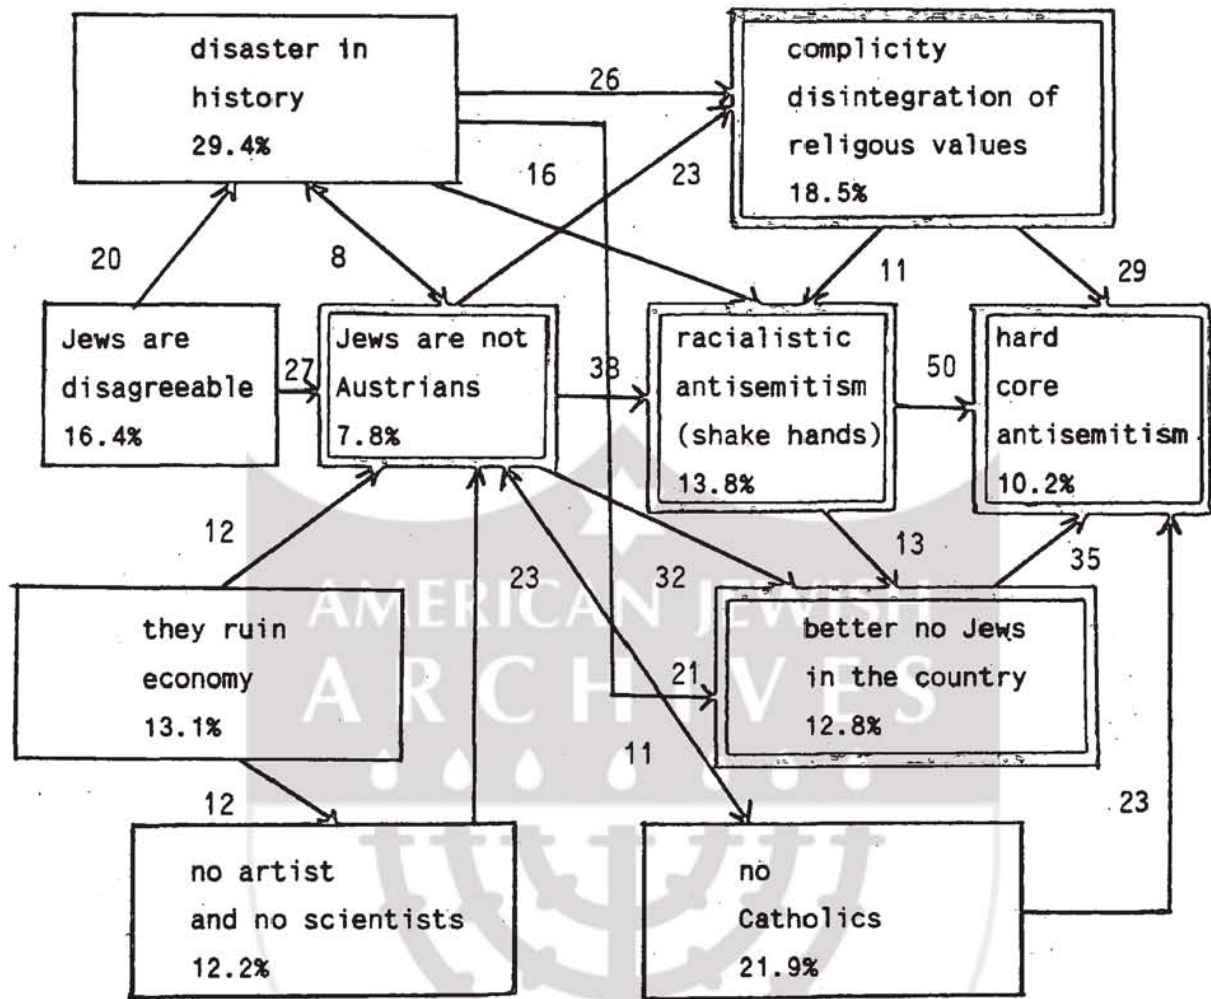 disaster in
history
29.4%
26
complicity
disintegration of
religous values
18.5%
16
23
20
8
11
29
Jews are
disagreeable
16.4%
27
Jews are not
Austrians
7.8%
38
racialistic
antisemitism
(shake hands)
13.8%
50
hard
core
antisemitism
10.2%
12
23
32
13
35
AMERICAN JEWISH
ARCHIVES
they ruin
economy
13.1%
21
better no Jews
in the country
12.8%
12
11
23
no artist
and no scientists
12.2%
no
Catholics
21.9%